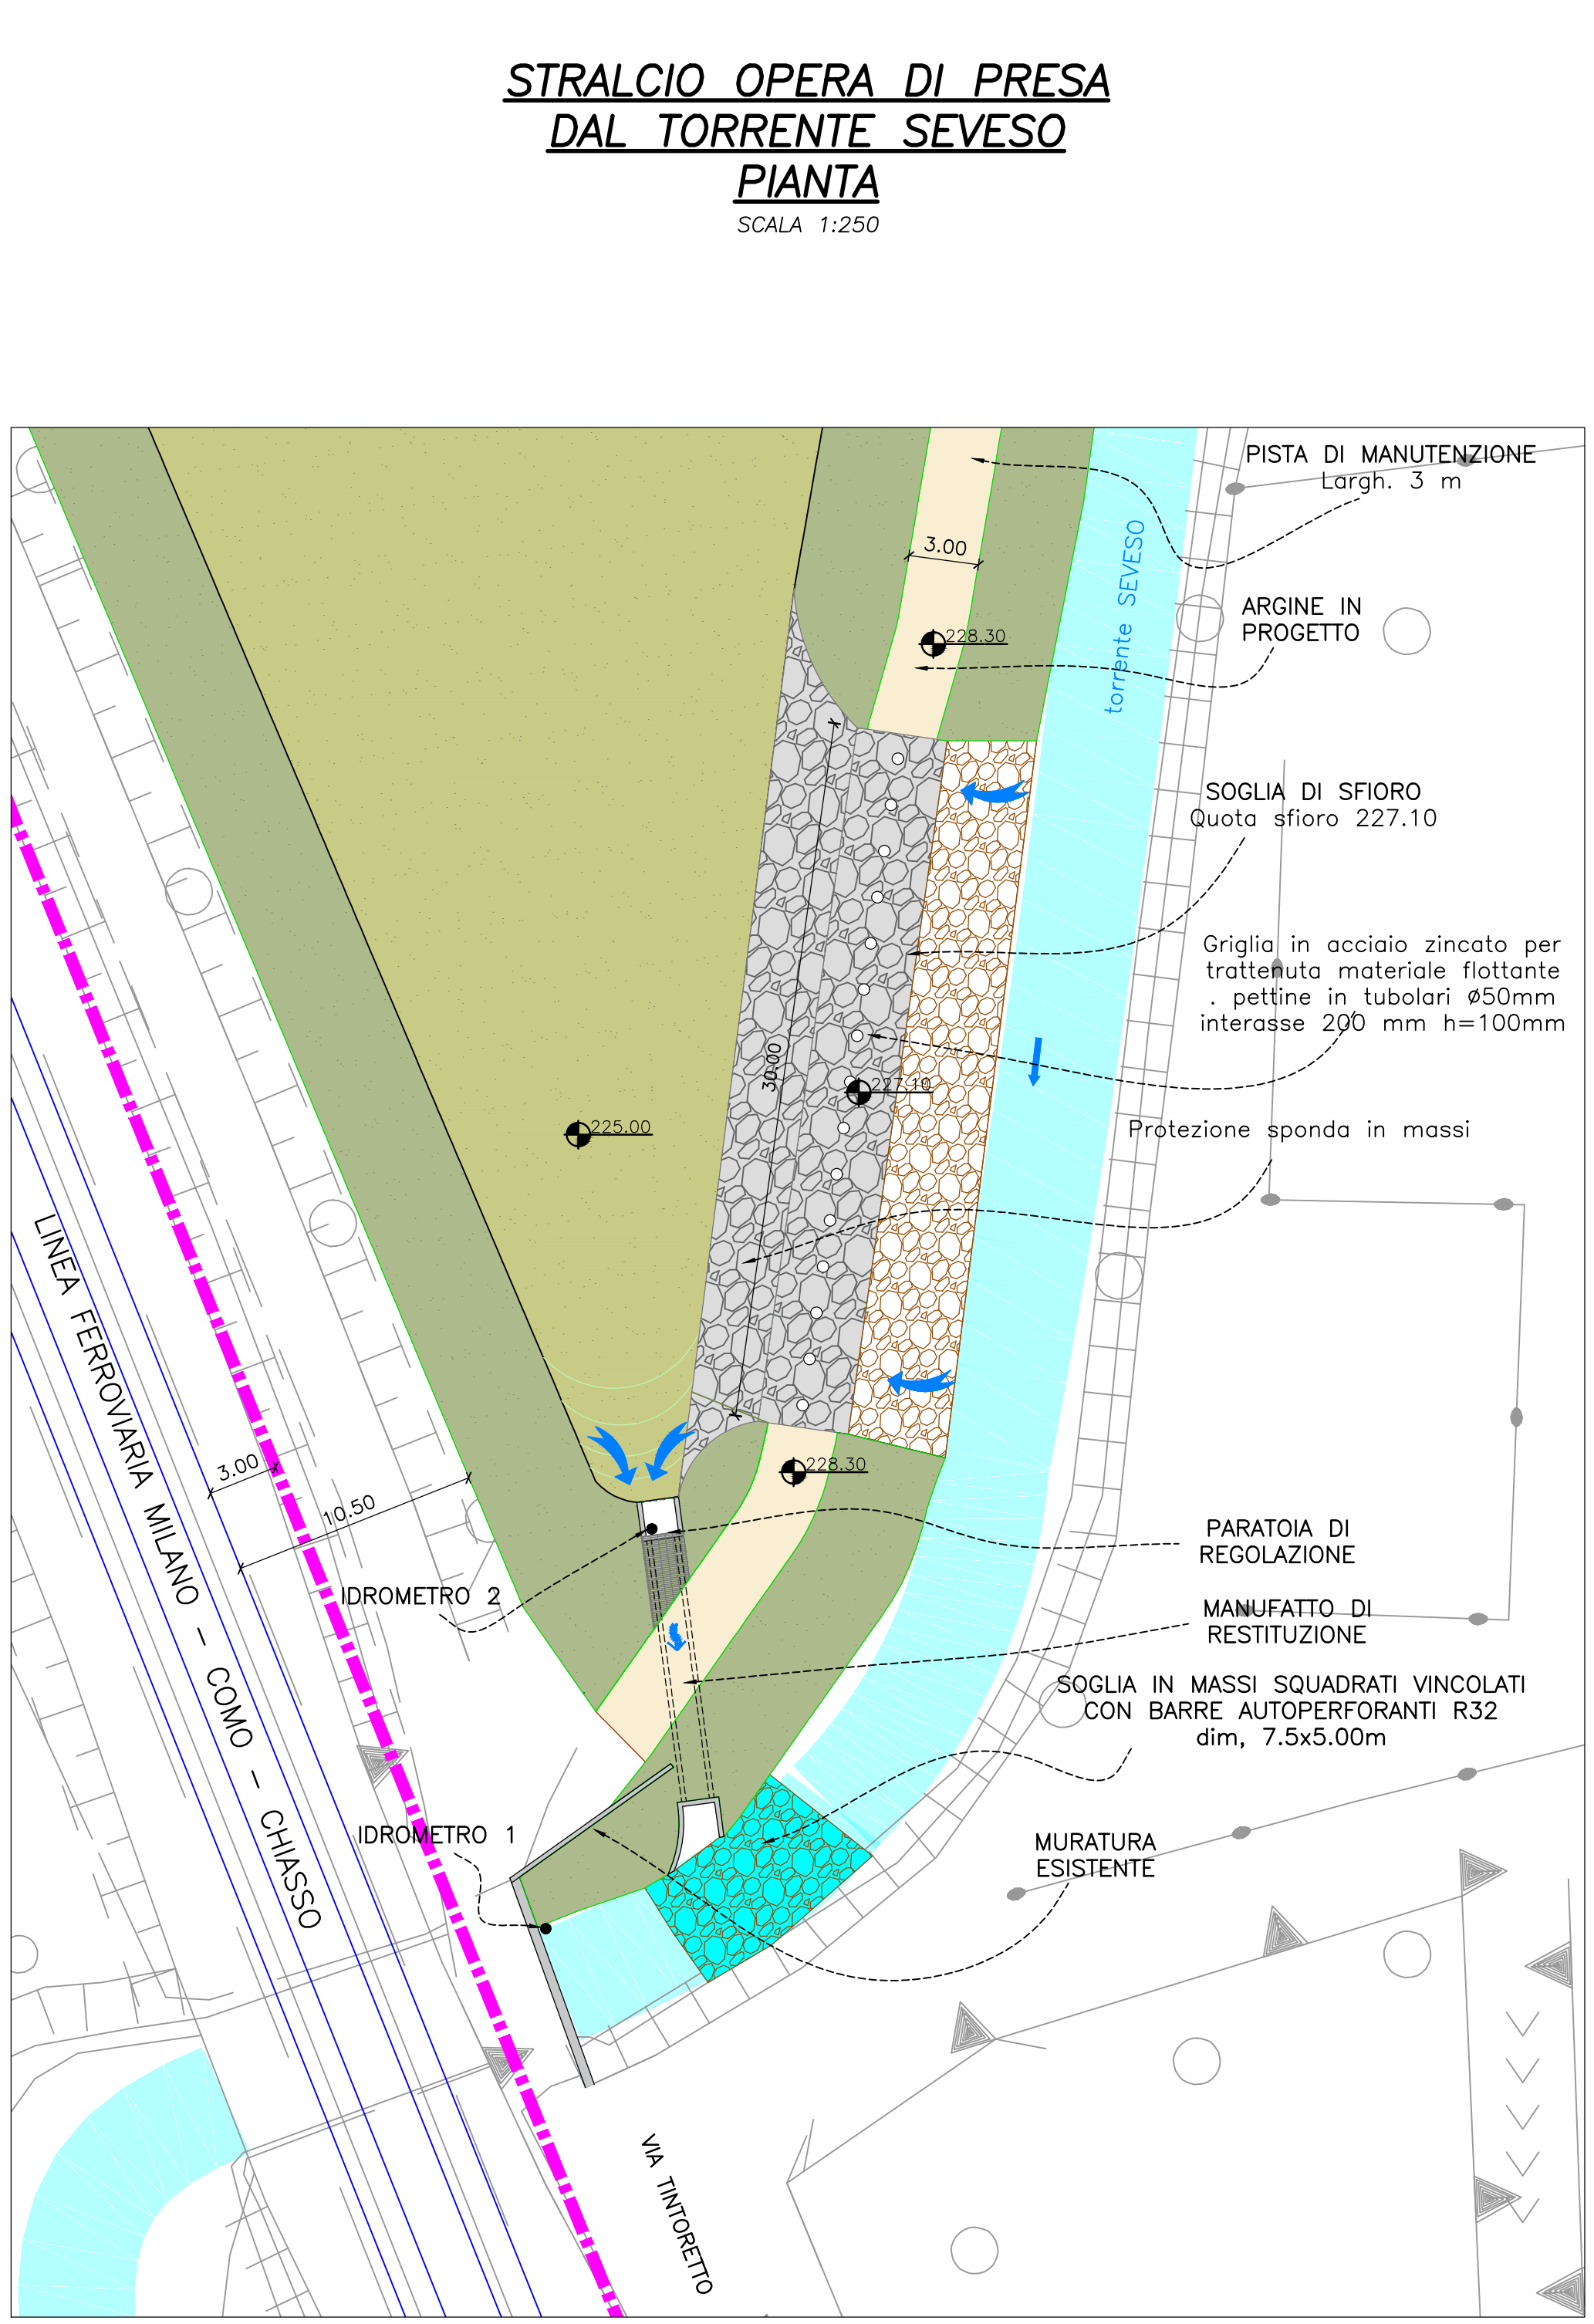 STRALCIO OPERA DI PRESA
DAL TORRENTE SEVESO
PIANTA
SCALA 1:250
PISTA DI MANUTENZIONE
Largh. 3 m
torrente SEVESO
3.00
ARGINE IN
PROGETTO
228.30
SOGLIA DI SFIORO
Quota sfioro 227.10
Griglia in acciaio zincato per
trattenuta materiale flottante
. pettine in tubolari Ø50mm
interasse 200 mm h=100mm
30.00
227.10
225.00
Protezione sponda in massi
LINEA FERROVIARIA MILANO - COMO - CHIASSO
3.00
10.50
228.30
PARATOIA DI
REGOLAZIONE
IDROMETRO 2
MANUFATTO DI
RESTITUZIONE
SOGLIA IN MASSI SQUADRATI VINCOLATI
CON BARRE AUTOPERFORANTI R32
dim, 7.5x5.00m
IDROMETRO 1
MURATURA
ESISTENTE
VIA TINTORETTO